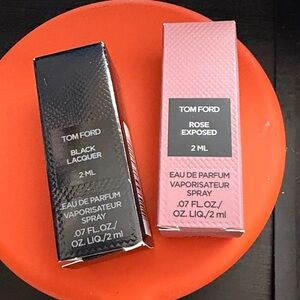 TOM FORD
BLACK
LACQUER
2 ML
EAU DE PARFUM
VAPORISATEUR
SPRAY
.07 FL.OZ./
OZ. LIQ./2 ml
TOM FORD
ROSE
EXPOSED
2 ML
EAU DE PARFUM
VAPORISATEUR
SPRAY
.07 FL.OZ./
OZ. LIQ./2 ml